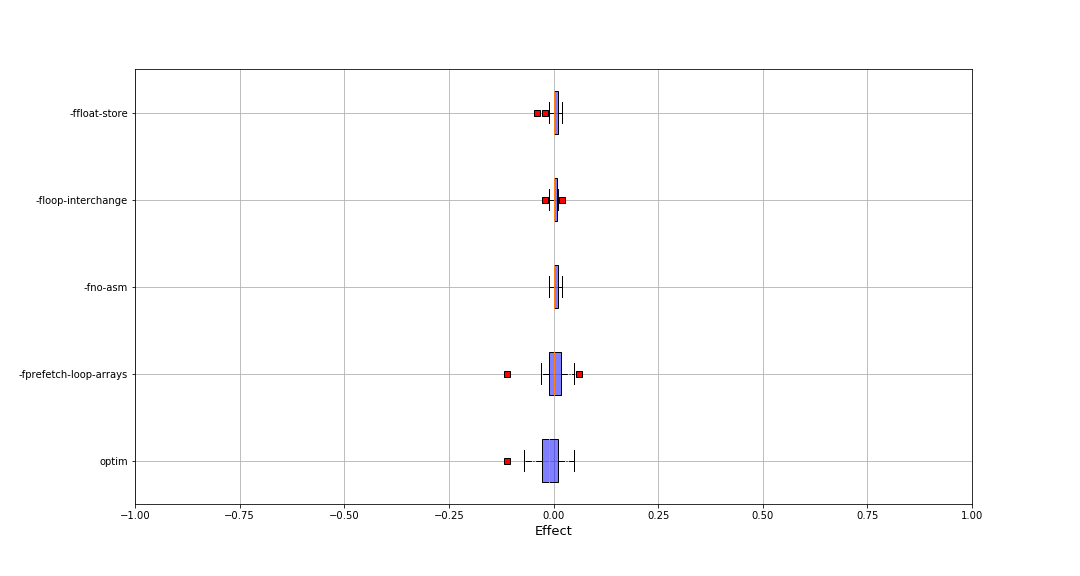 -ffloat-store
-floop-interchange
-fno-asm
-fprefetch-loop-arrays
optim
−1.00 −0.75 −0.50 −0.25 0.00 0.25 0.50 0.75 1.00
Effect